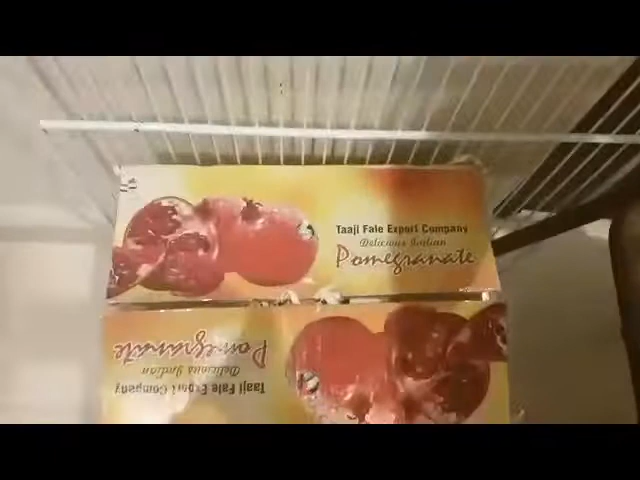 Taaji Fale Export Company
Delicious Indian
Pomegranate
Pomegranate
Delicious Indian
Taaji Fale Export Company